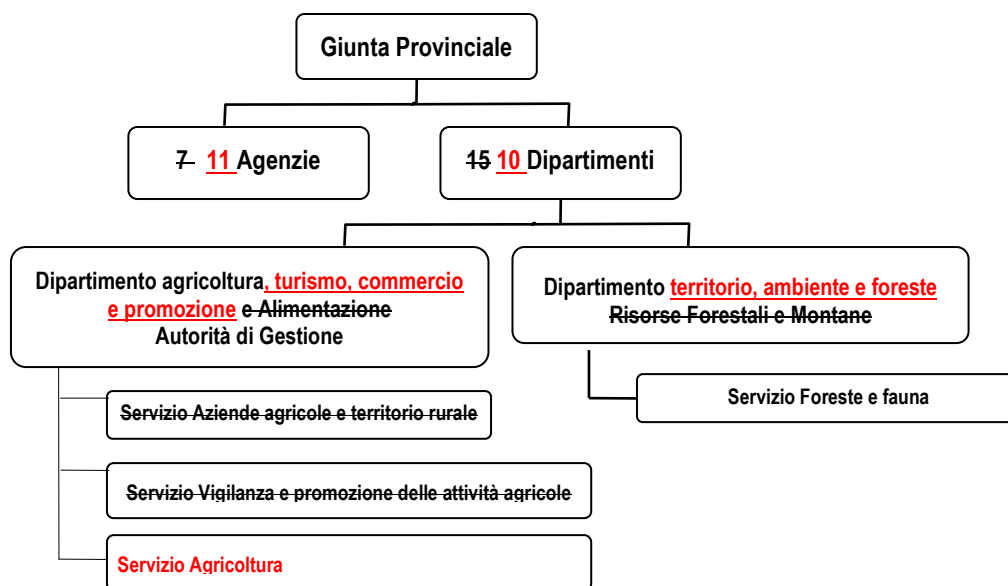 Giunta Provinciale
7 11 Agenzie
15 10 Dipartimenti
Dipartimento agricoltura, turismo, commercio
e promozione e Alimentazione
Autorità di Gestione
Dipartimento territorio, ambiente e foreste
Risorse Forestali e Montane
Servizio Foreste e fauna
Servizio Aziende agricole e territorio rurale
Servizio Vigilanza e promozione delle attività agricole
Servizio Agricoltura